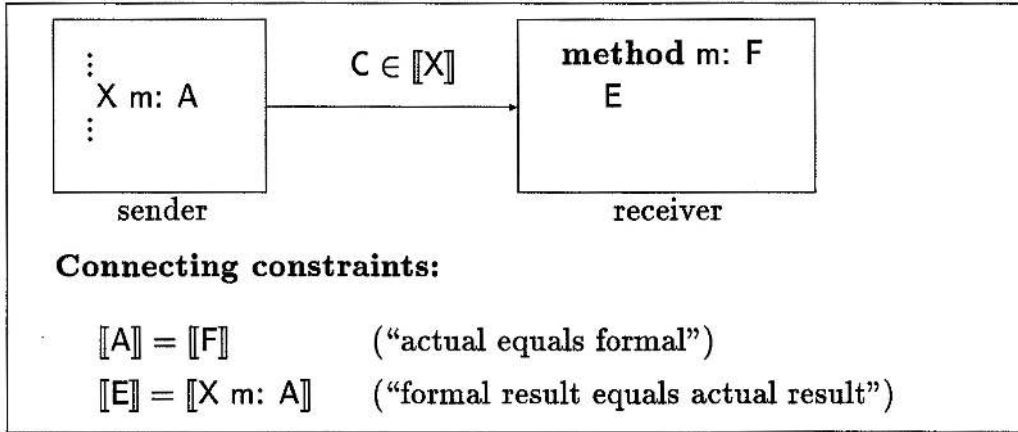 ⋮
X m: A
⋮
C ∈ ⟦X⟧
method m: F
E
sender
receiver
Connecting constraints:
⟦A⟧ = ⟦F⟧ (“actual equals formal”)
⟦E⟧ = ⟦X m: A⟧ (“formal result equals actual result”)